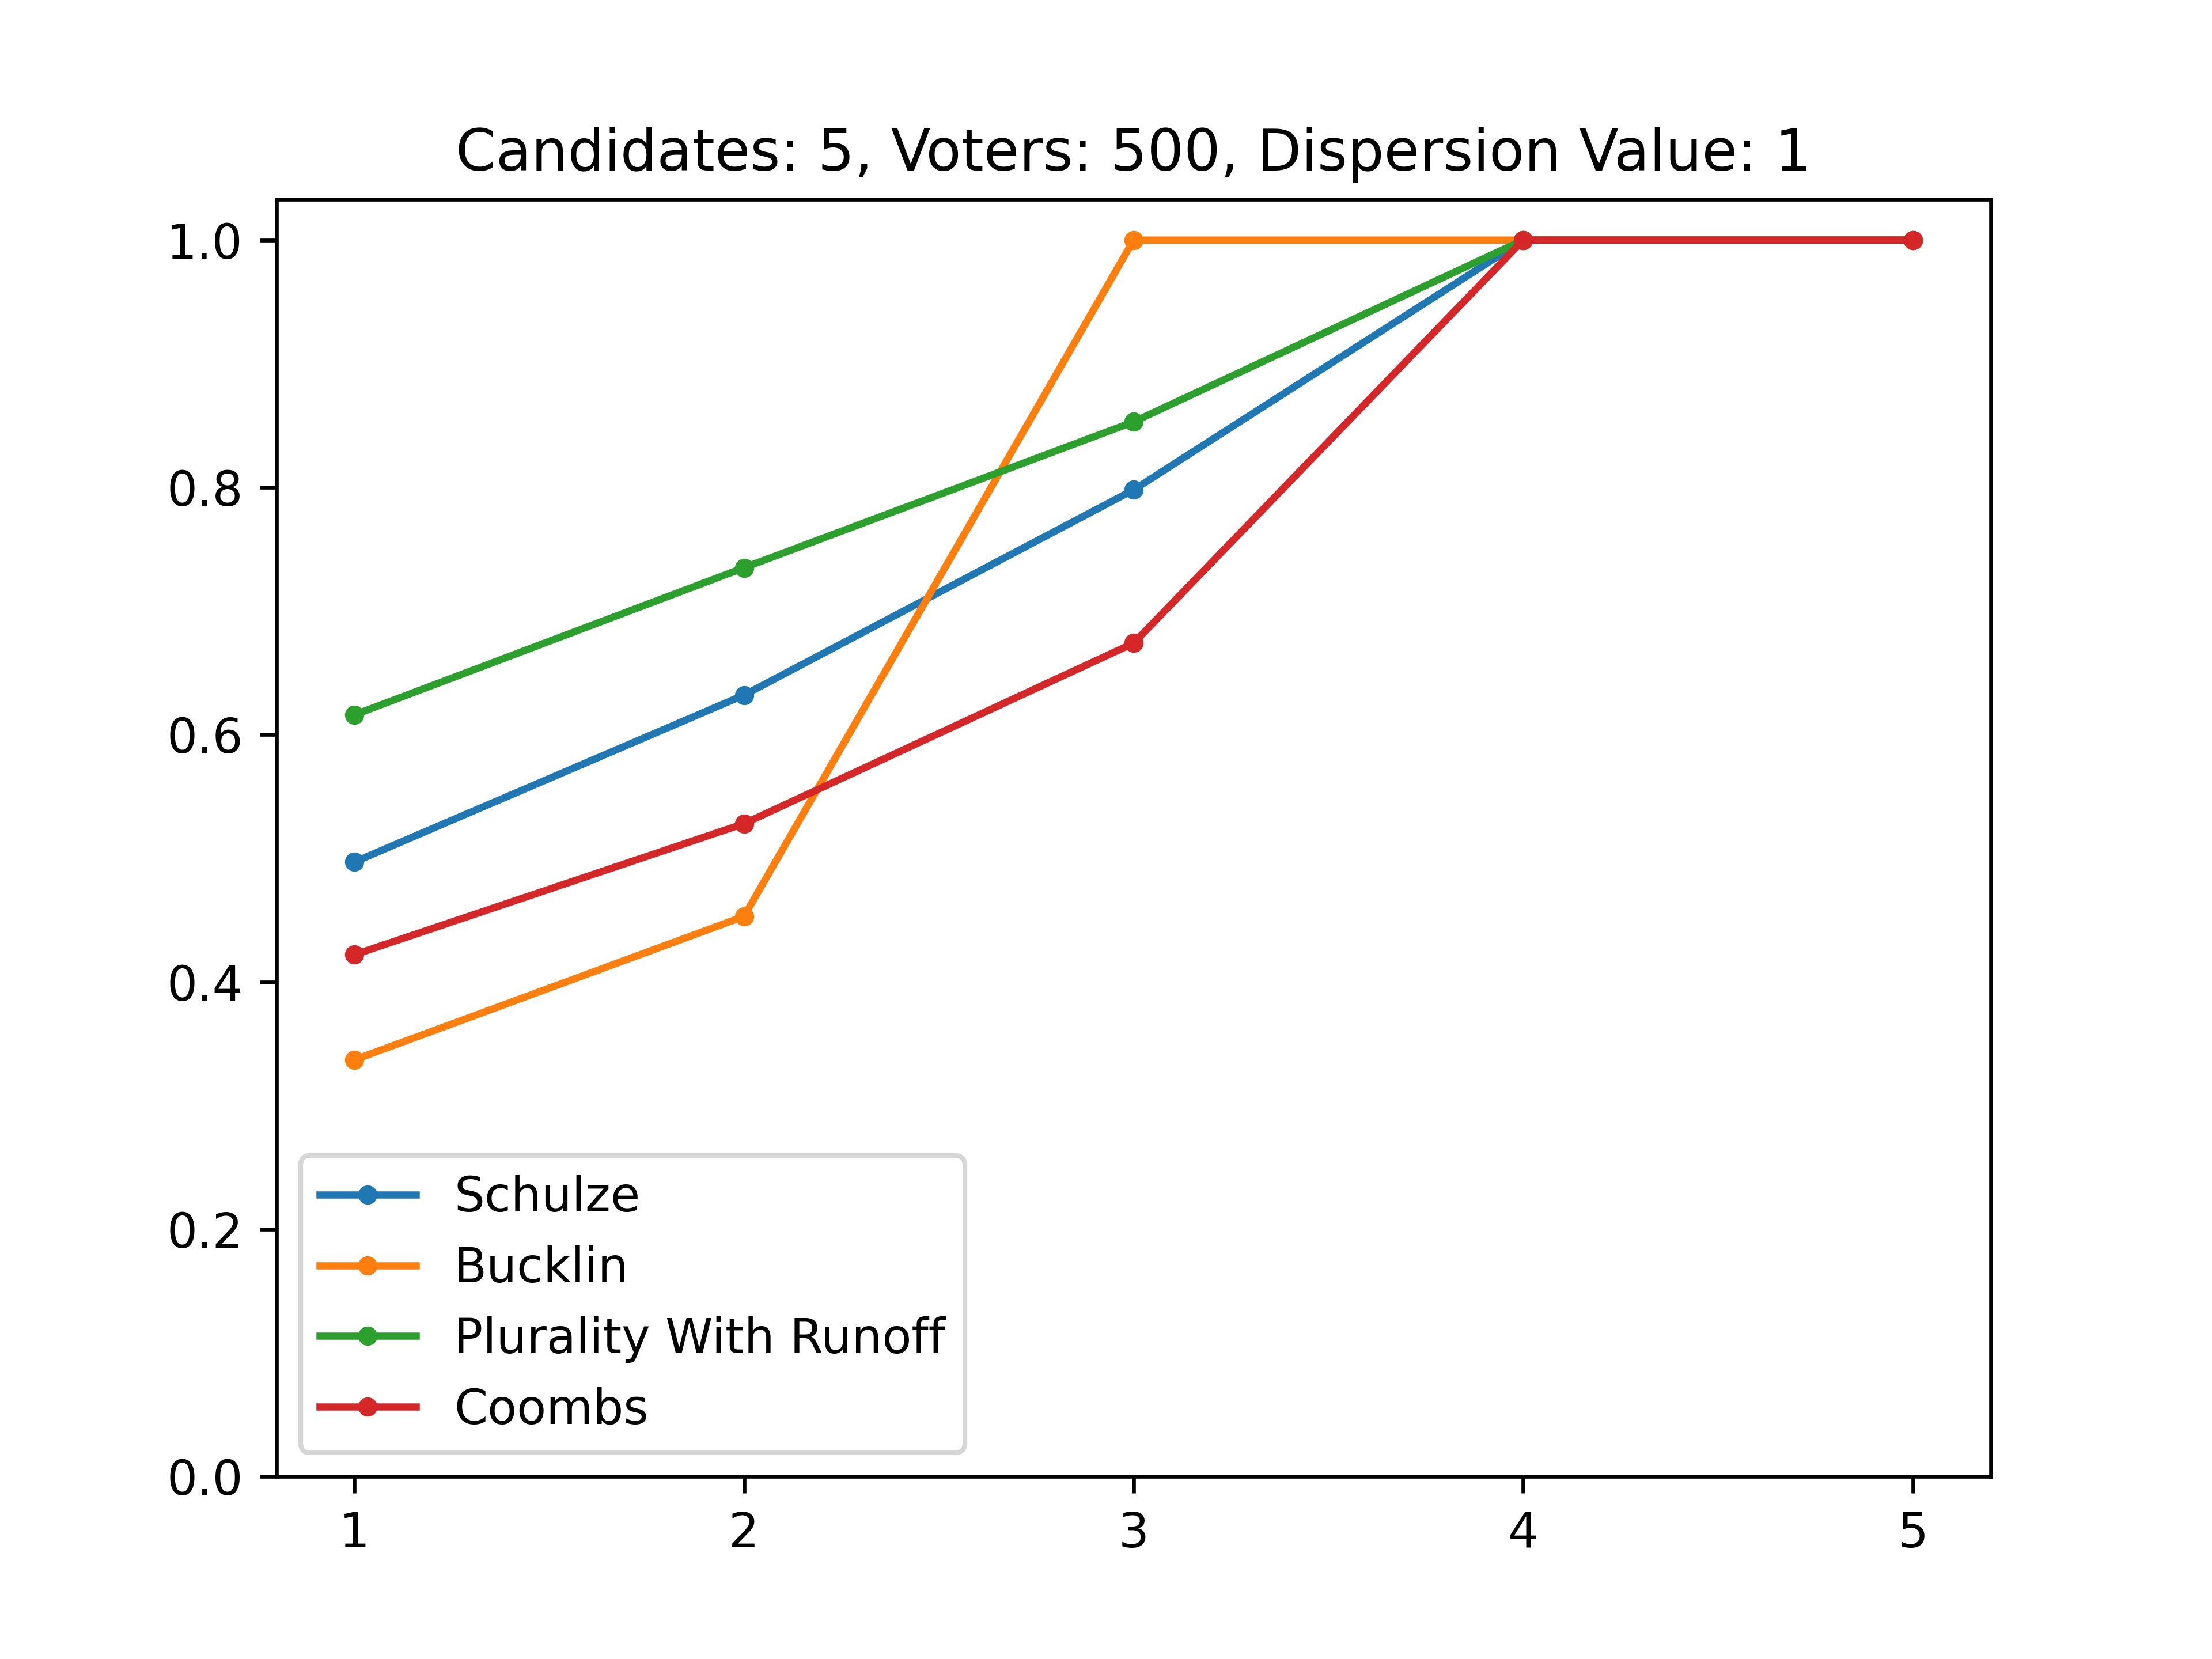 Candidates: 5, Voters: 500, Dispersion Value: 1
1.0
0.8
0.6
0.4
0.2
0.0
Schulze
Bucklin
Plurality With Runoff
Coombs
1 2 3 4 5